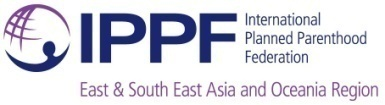 IPPF
International
Planned Parenthood
Federation
East & South East Asia and Oceania Region